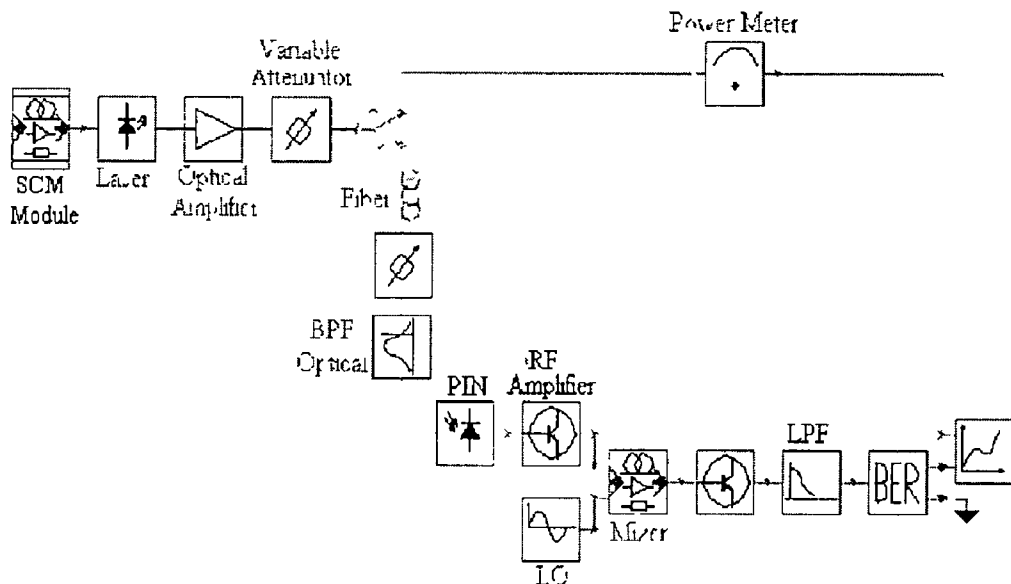 Power Meter
Variable
Attenuator
SCM
Module
Laser
Optical
Amplifier
Fiber
BPF
Optical
PIN
RF
Amplifier
LPF
BER
Mixer
LO